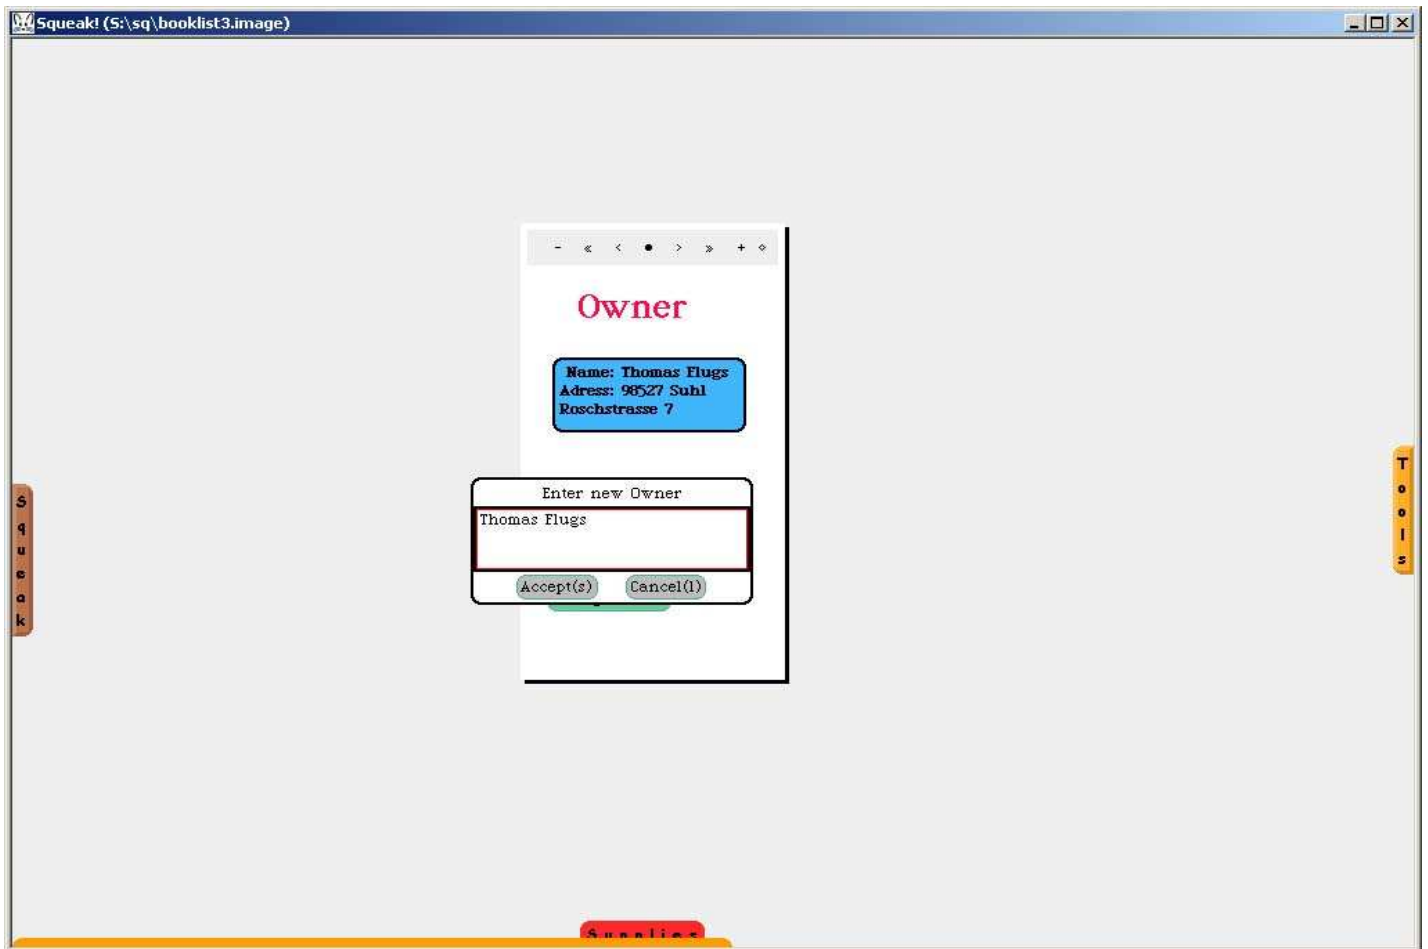 Squeak! (S:\sq\booklist3.image)
- « < ● > » + ◇
Owner
Name: Thomas Flugs
Adress: 98527 Suhl
Roschstrasse 7
Enter new Owner
Thomas Flugs
Accept(s) Cancel(l)
Squeak
Tools
Supplies